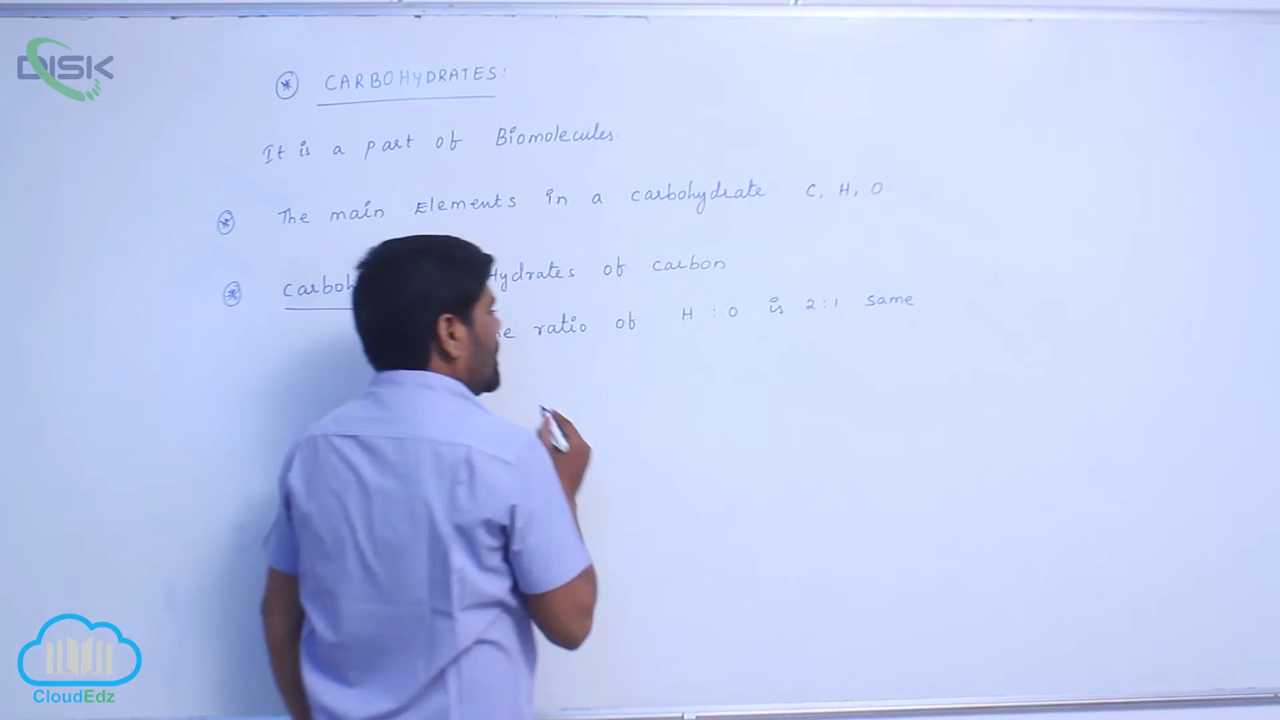 DISK
⊛ CARBOHYDRATES:
It is a part of Biomolecules.
⊛ The main Elements in a carbohydrate C, H, O.
⊛ carboh Hydrates of carbon
ratio of H : O is 2 : 1 same
CloudEdz